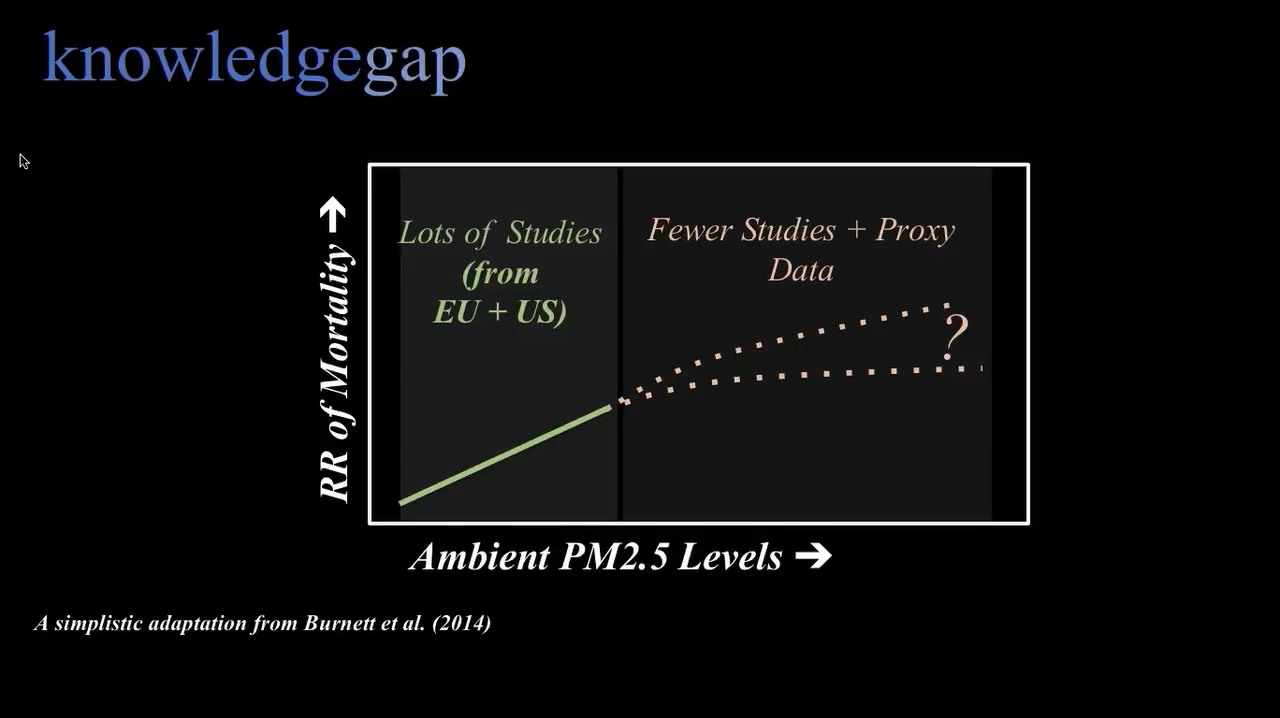 knowledgegap
Lots of Studies
(from
EU + US)
Fewer Studies + Proxy
Data
?
RR of Mortality ➔
Ambient PM2.5 Levels ➔
A simplistic adaptation from Burnett et al. (2014)